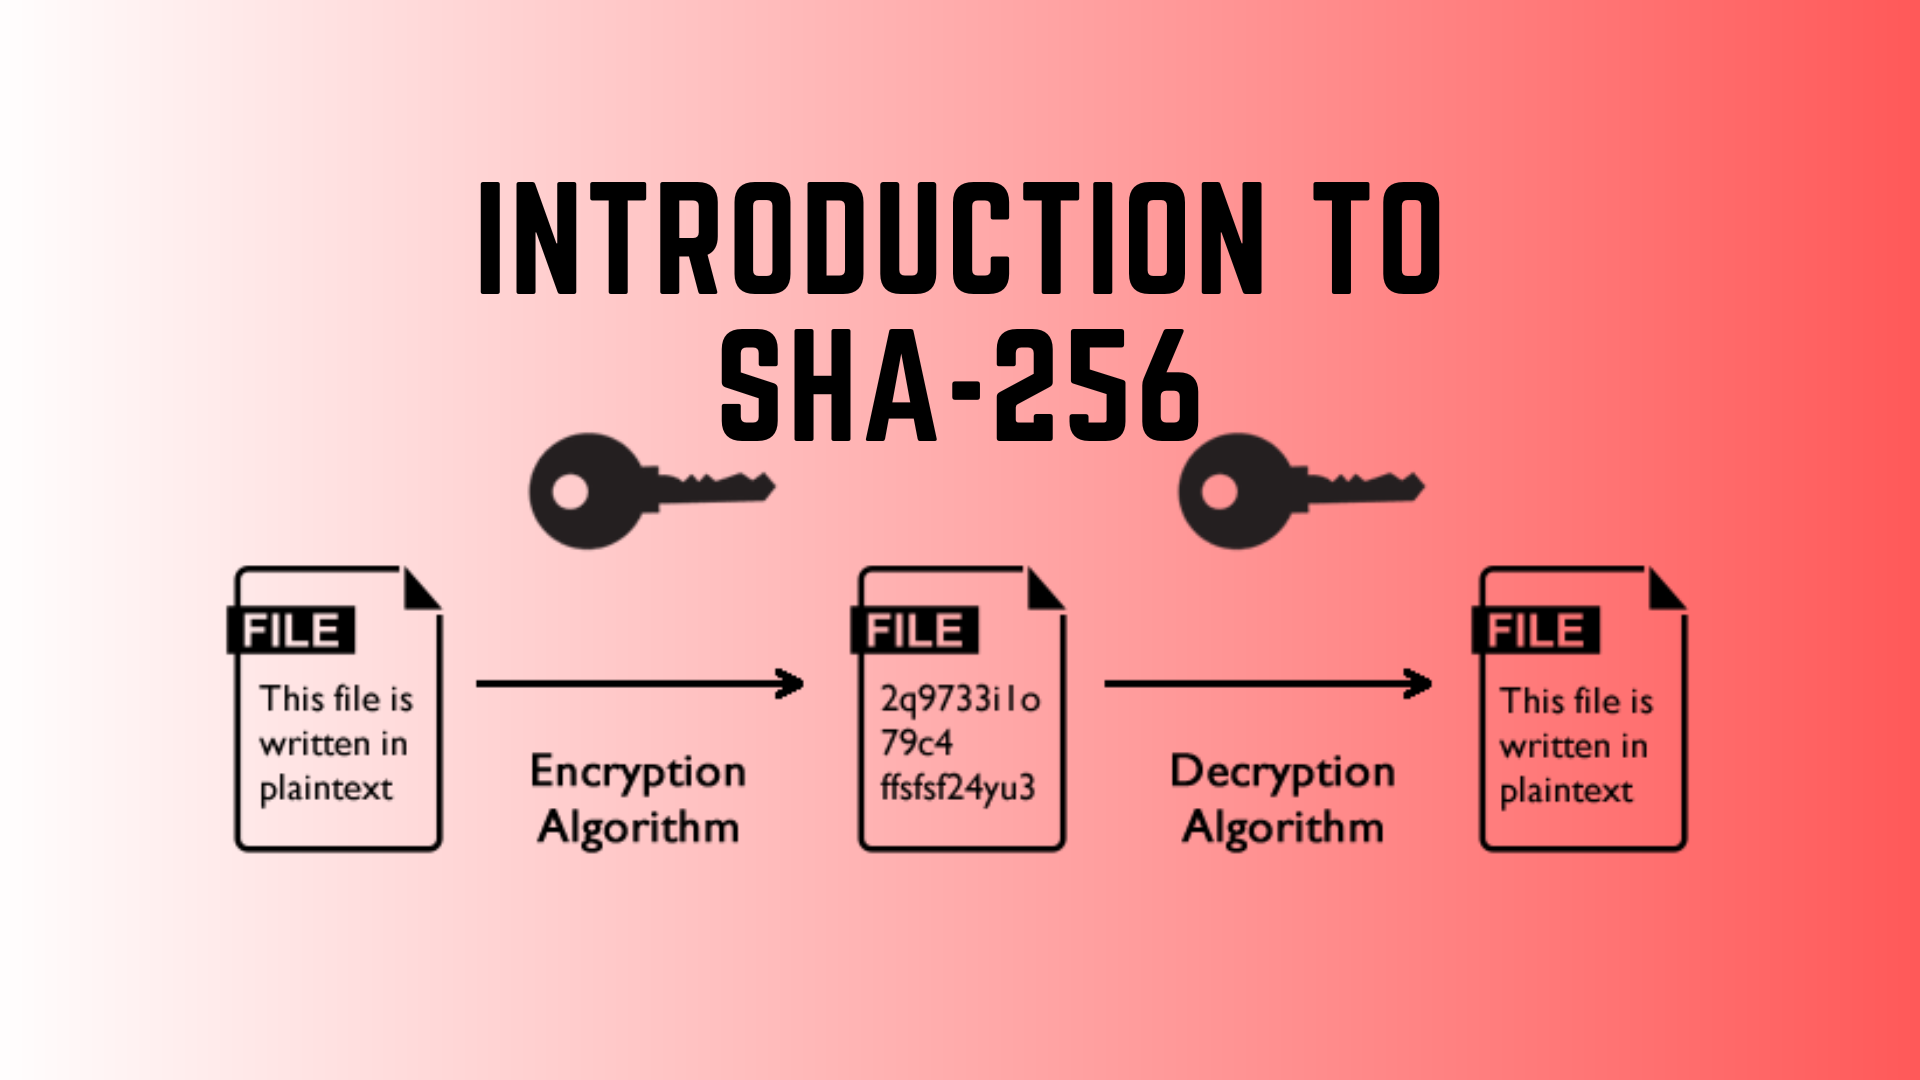 INTRODUCTION TO
SHA-256
FILE
This file is
written in
plaintext
Encryption
Algorithm
FILE
2q9733i1o
79c4
ffsfsf24yu3
Decryption
Algorithm
FILE
This file is
written in
plaintext